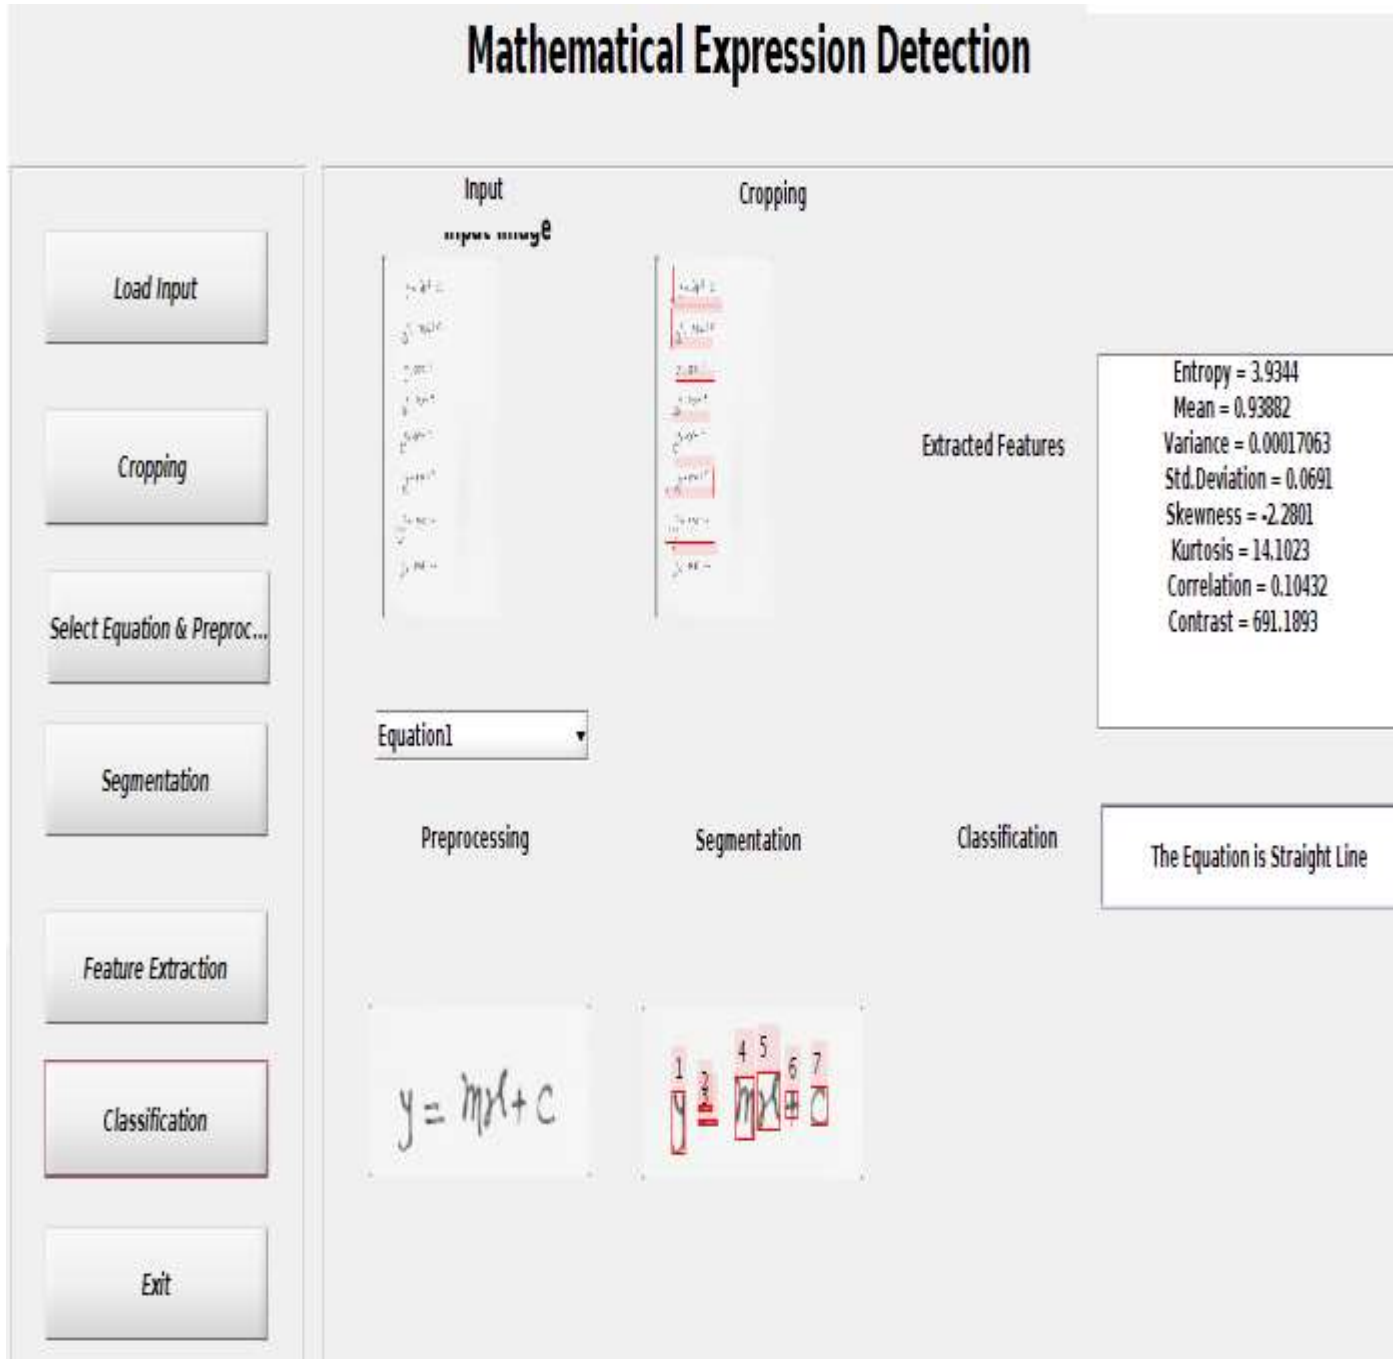 Mathematical Expression Detection
Load Input
Cropping
Select Equation & Preproc...
Segmentation
Feature Extraction
Classification
Exit
Input
Cropping
Equation1
Extracted Features
Entropy = 3.9344
Mean = 0.93882
Variance = 0.00017063
Std.Deviation = 0.0691
Skewness = -2.2801
Kurtosis = 14.1023
Correlation = 0.10432
Contrast = 691.1893
Preprocessing
Segmentation
Classification
The Equation is Straight Line
y = mx + c
1 2 4 5 6 7
y = mx + c